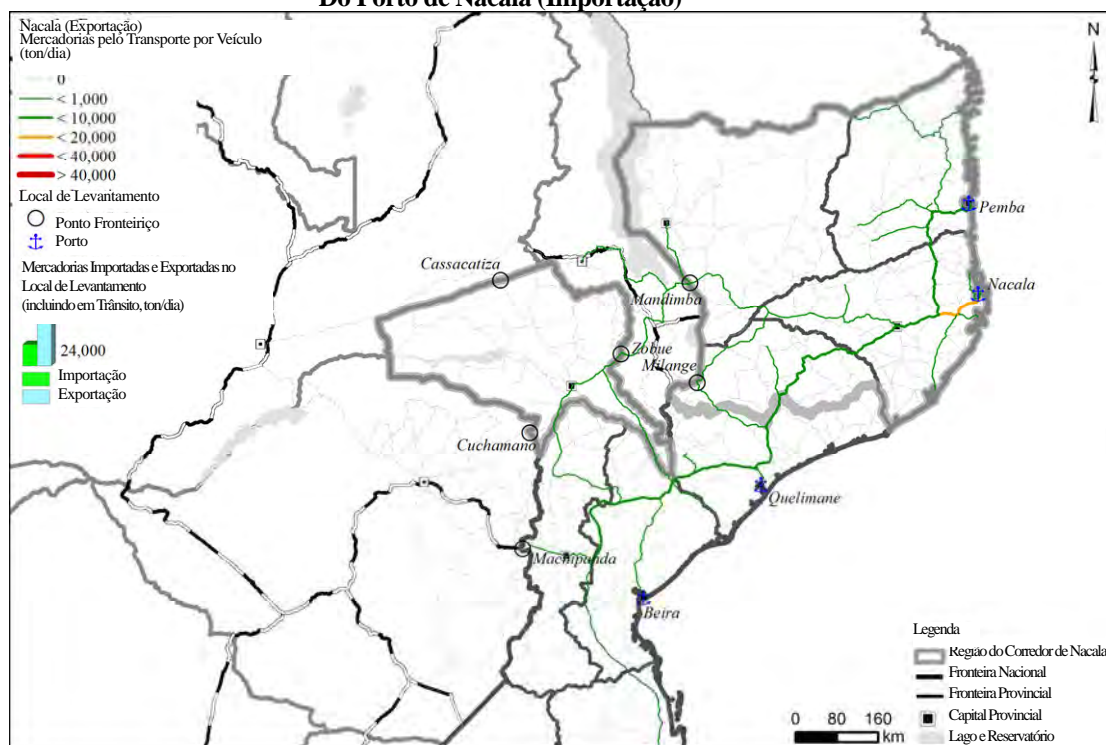 Do Porto de Nacala (Importação)
Nacala (Exportação)
Mercadorias pelo Transporte por Veículo
(ton/dia)
0
< 1,000
< 10,000
< 20,000
< 40,000
> 40,000
Local de Levantamento
Ponto Fronteiriço
Porto
Mercadorias Importadas e Exportadas no
Local de Levantamento
(incluindo em Trânsito, ton/dia)
24,000
Importação
Exportação
N
Pemba
Cassacatiza
Mandimba
Nacala
Zobue
Milange
Cuchamano
Quelimane
Machipanda
Beira
Legenda
Região do Corredor de Nacala
Fronteira Nacional
Fronteira Provincial
Capital Provincial
Lago e Reservatório
0 80 160
km